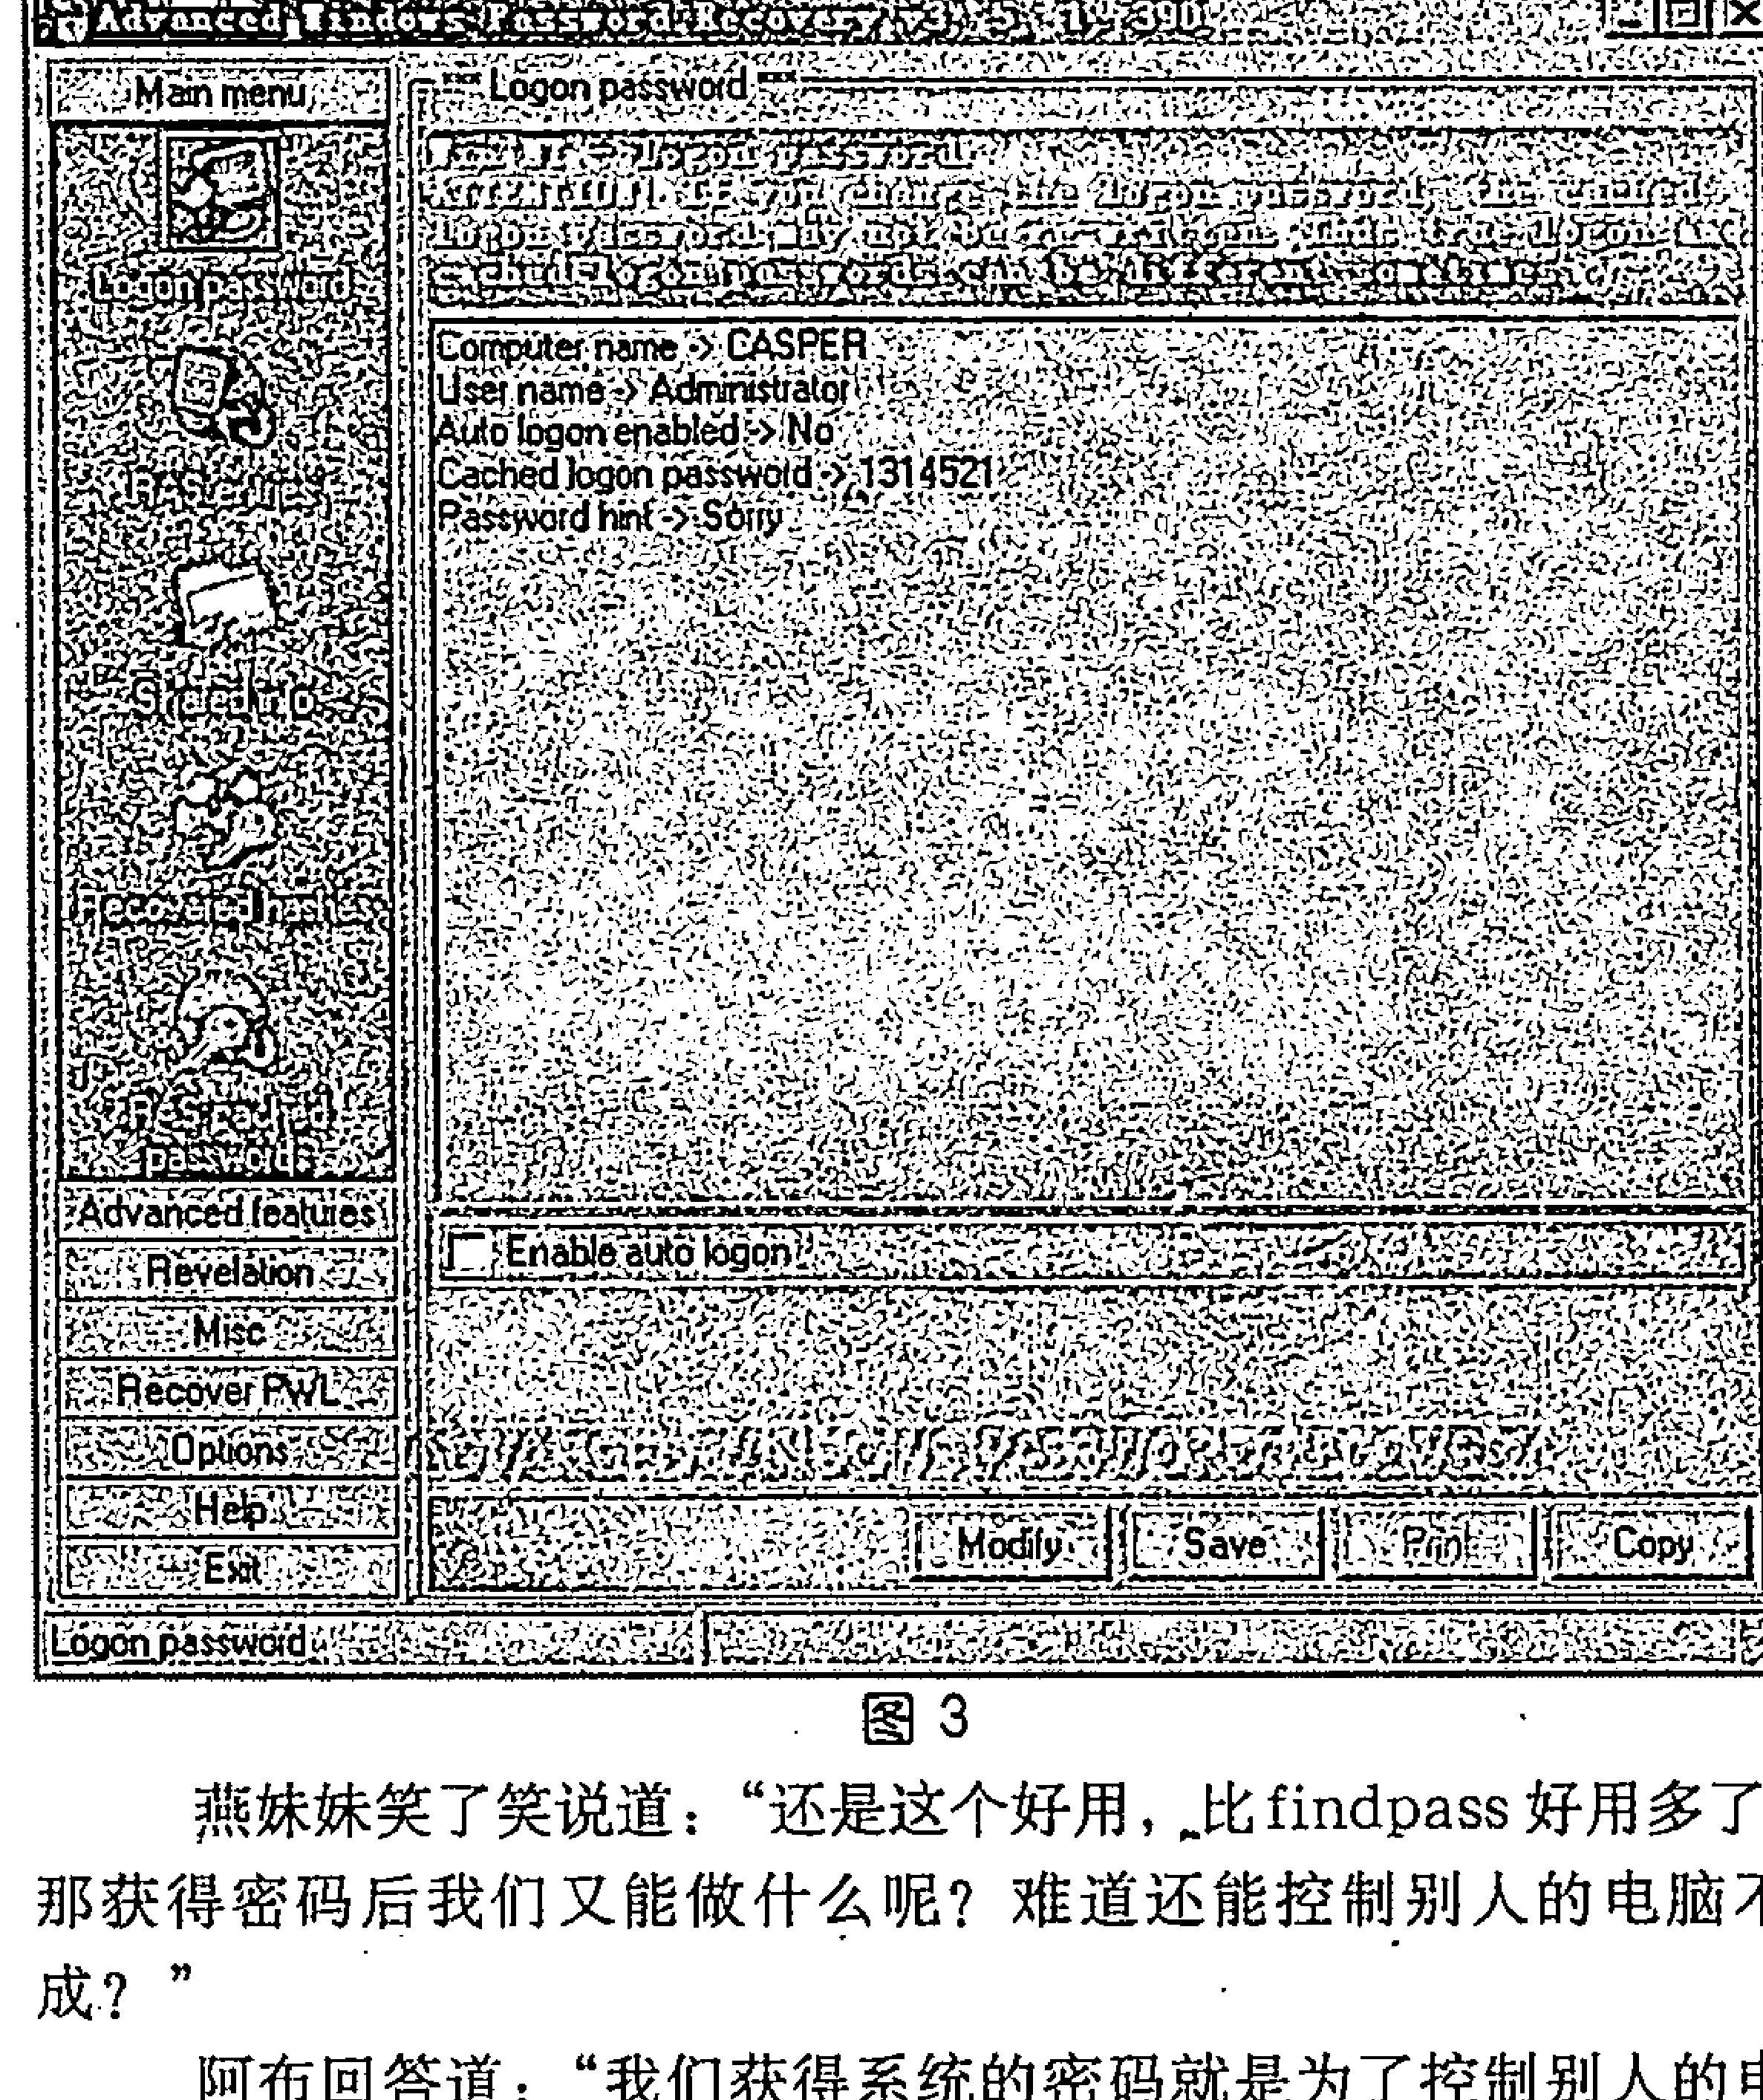 Advanced Windows Password Recovery v3.5.1.390
Main menu
Logon password
Logon password
Computer name -> CASPER
User name -> Administrator
Auto logon enabled -> No
Cached logon password -> 1314521
Password hint -> Sorry
passwords
Advanced features
Revelation
Misc
Recover PWL
Options
Help
Exit
Enable auto logon
Modify Save Print Copy
Logon password
图 3
燕妹妹笑了笑说道：“还是这个好用，比findpass 好用多了
那获得密码后我们又能做什么呢？难道还能控制别人的电脑不
成？”
阿布回答道：“我们获得系统的密码就是为了控制别人的电